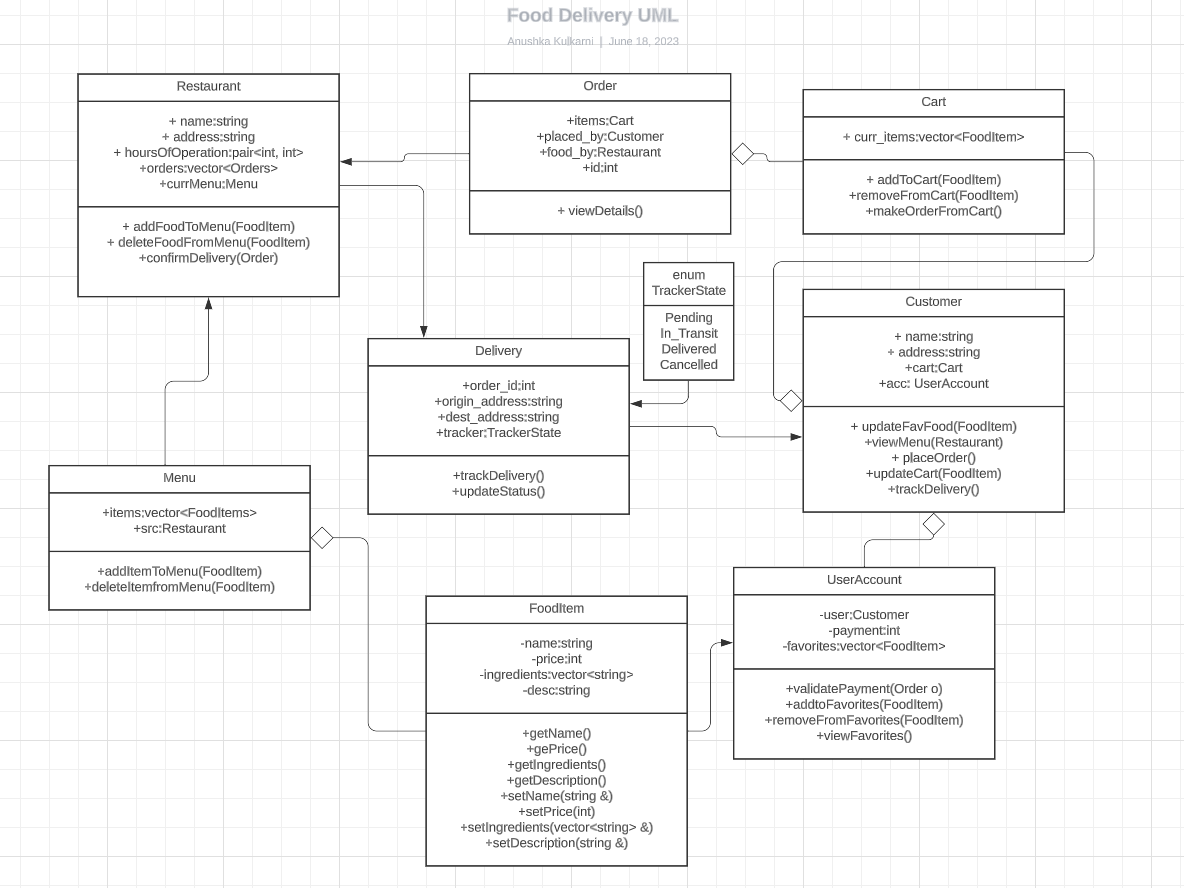 Food Delivery UML
Anushka Kulkarni | June 18, 2023
Restaurant
+ name:string
+ address:string
+ hoursOfOperation:pair<int, int>
+orders:vector<Orders>
+currMenu:Menu
+ addFoodToMenu(FoodItem)
+ deleteFoodFromMenu(FoodItem)
+confirmDelivery(Order)
Order
+items:Cart
+placed_by:Customer
+food_by:Restaurant
+id:int
+ viewDetails()
Cart
+ curr_items:vector<FoodItem>
+ addToCart(FoodItem)
+removeFromCart(FoodItem)
+makeOrderFromCart()
enum
TrackerState
Pending
In_Transit
Delivered
Cancelled
Customer
+ name:string
+ address:string
+cart:Cart
+acc: UserAccount
+ updateFavFood(FoodItem)
+viewMenu(Restaurant)
+ placeOrder()
+updateCart(FoodItem)
+trackDelivery()
Delivery
+order_id:int
+origin_address:string
+dest_address:string
+tracker:TrackerState
+trackDelivery()
+updateStatus()
Menu
+items:vector<FoodItems>
+src:Restaurant
+addItemToMenu(FoodItem)
+deleteItemfromMenu(FoodItem)
FoodItem
-name:string
-price:int
-ingredients:vector<string>
-desc:string
+getName()
+gePrice()
+getIngredients()
+getDescription()
+setName(string &)
+setPrice(int)
+setIngredients(vector<string> &)
+setDescription(string &)
UserAccount
-user:Customer
-payment:int
-favorites:vector<FoodItem>
+validatePayment(Order o)
+addtoFavorites(FoodItem)
+removeFromFavorites(FoodItem)
+viewFavorites()